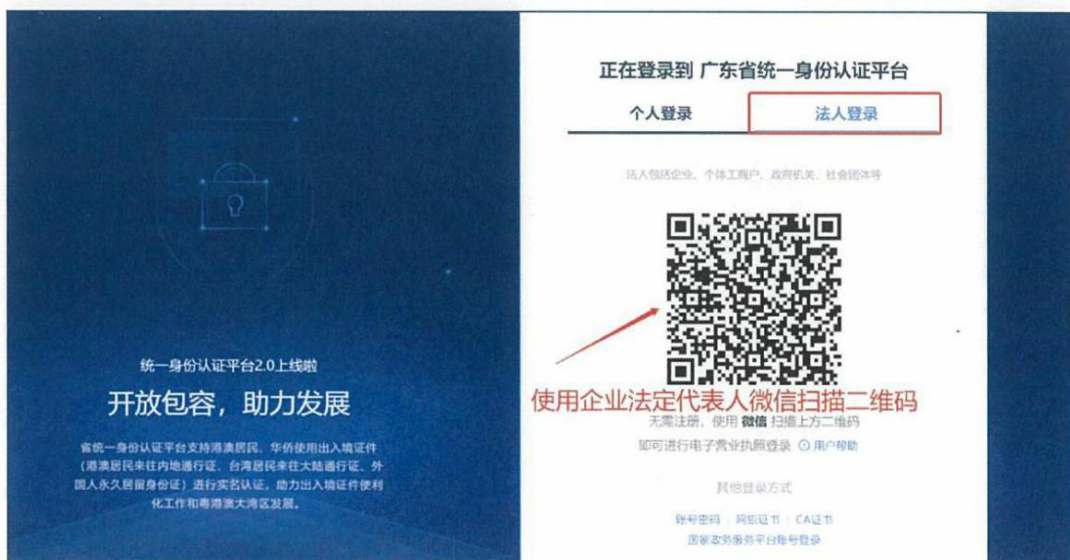 统一身份认证平台2.0上线啦
开放包容，助力发展
省统一身份认证平台支持港澳居民、华侨使用出入境证件
（港澳居民来往内地通行证、台湾居民来往大陆通行证、外
国人永久居留身份证）进行实名认证，助力出入境证件便利
化工作和粤港澳大湾区发展。
正在登录到 广东省统一身份认证平台
个人登录 法人登录
法人包括企业、个体工商户、政府机关、社会团体等
使用企业法定代表人微信扫描二维码
无需注册，使用 微信 扫描上方二维码
即可进行电子营业执照登录 用户帮助
其他登录方式
账号密码 | 网银证书 | CA证书
国家政务服务平台账号登录